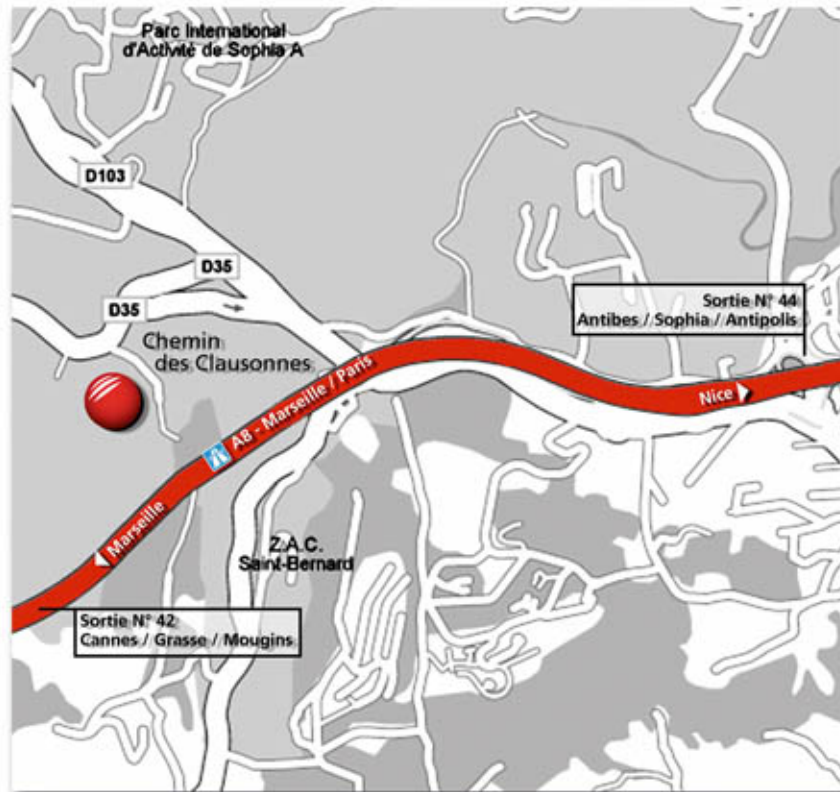 Parc International
d'Activité de Sophia A
D103
D35
D35
Sortie N° 44
Antibes / Sophia / Antipolis
Chemin
des Clausonnes
A8 - Marseille / Paris
Nice
Marseille
Z.A.C.
Saint-Bernard
Sortie N° 42
Cannes / Grasse / Mougins